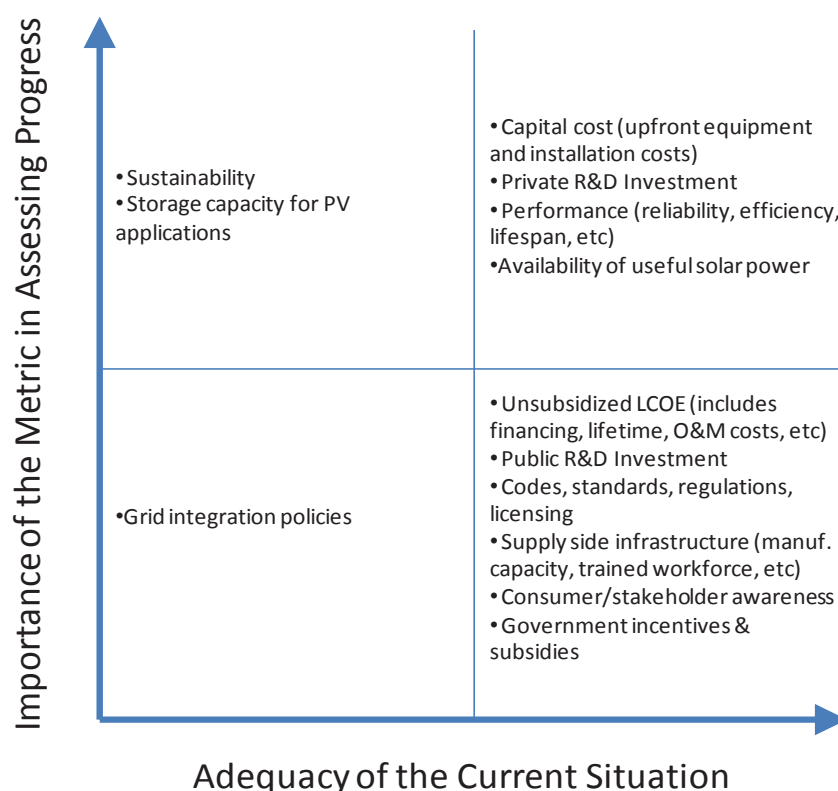 Importance of the Metric in Assessing Progress
•Sustainability
•Storage capacity for PV
applications
•Capital cost (upfront equipment
and installation costs)
•Private R&D Investment
•Performance (reliability, efficiency,
lifespan, etc)
•Availability of useful solar power
•Grid integration policies
•Unsubsidized LCOE (includes
financing, lifetime, O&M costs, etc)
•Public R&D Investment
•Codes, standards, regulations,
licensing
•Supply side infrastructure (manuf.
capacity, trained workforce, etc)
•Consumer/stakeholder awareness
•Government incentives &
subsidies
Adequacy of the Current Situation